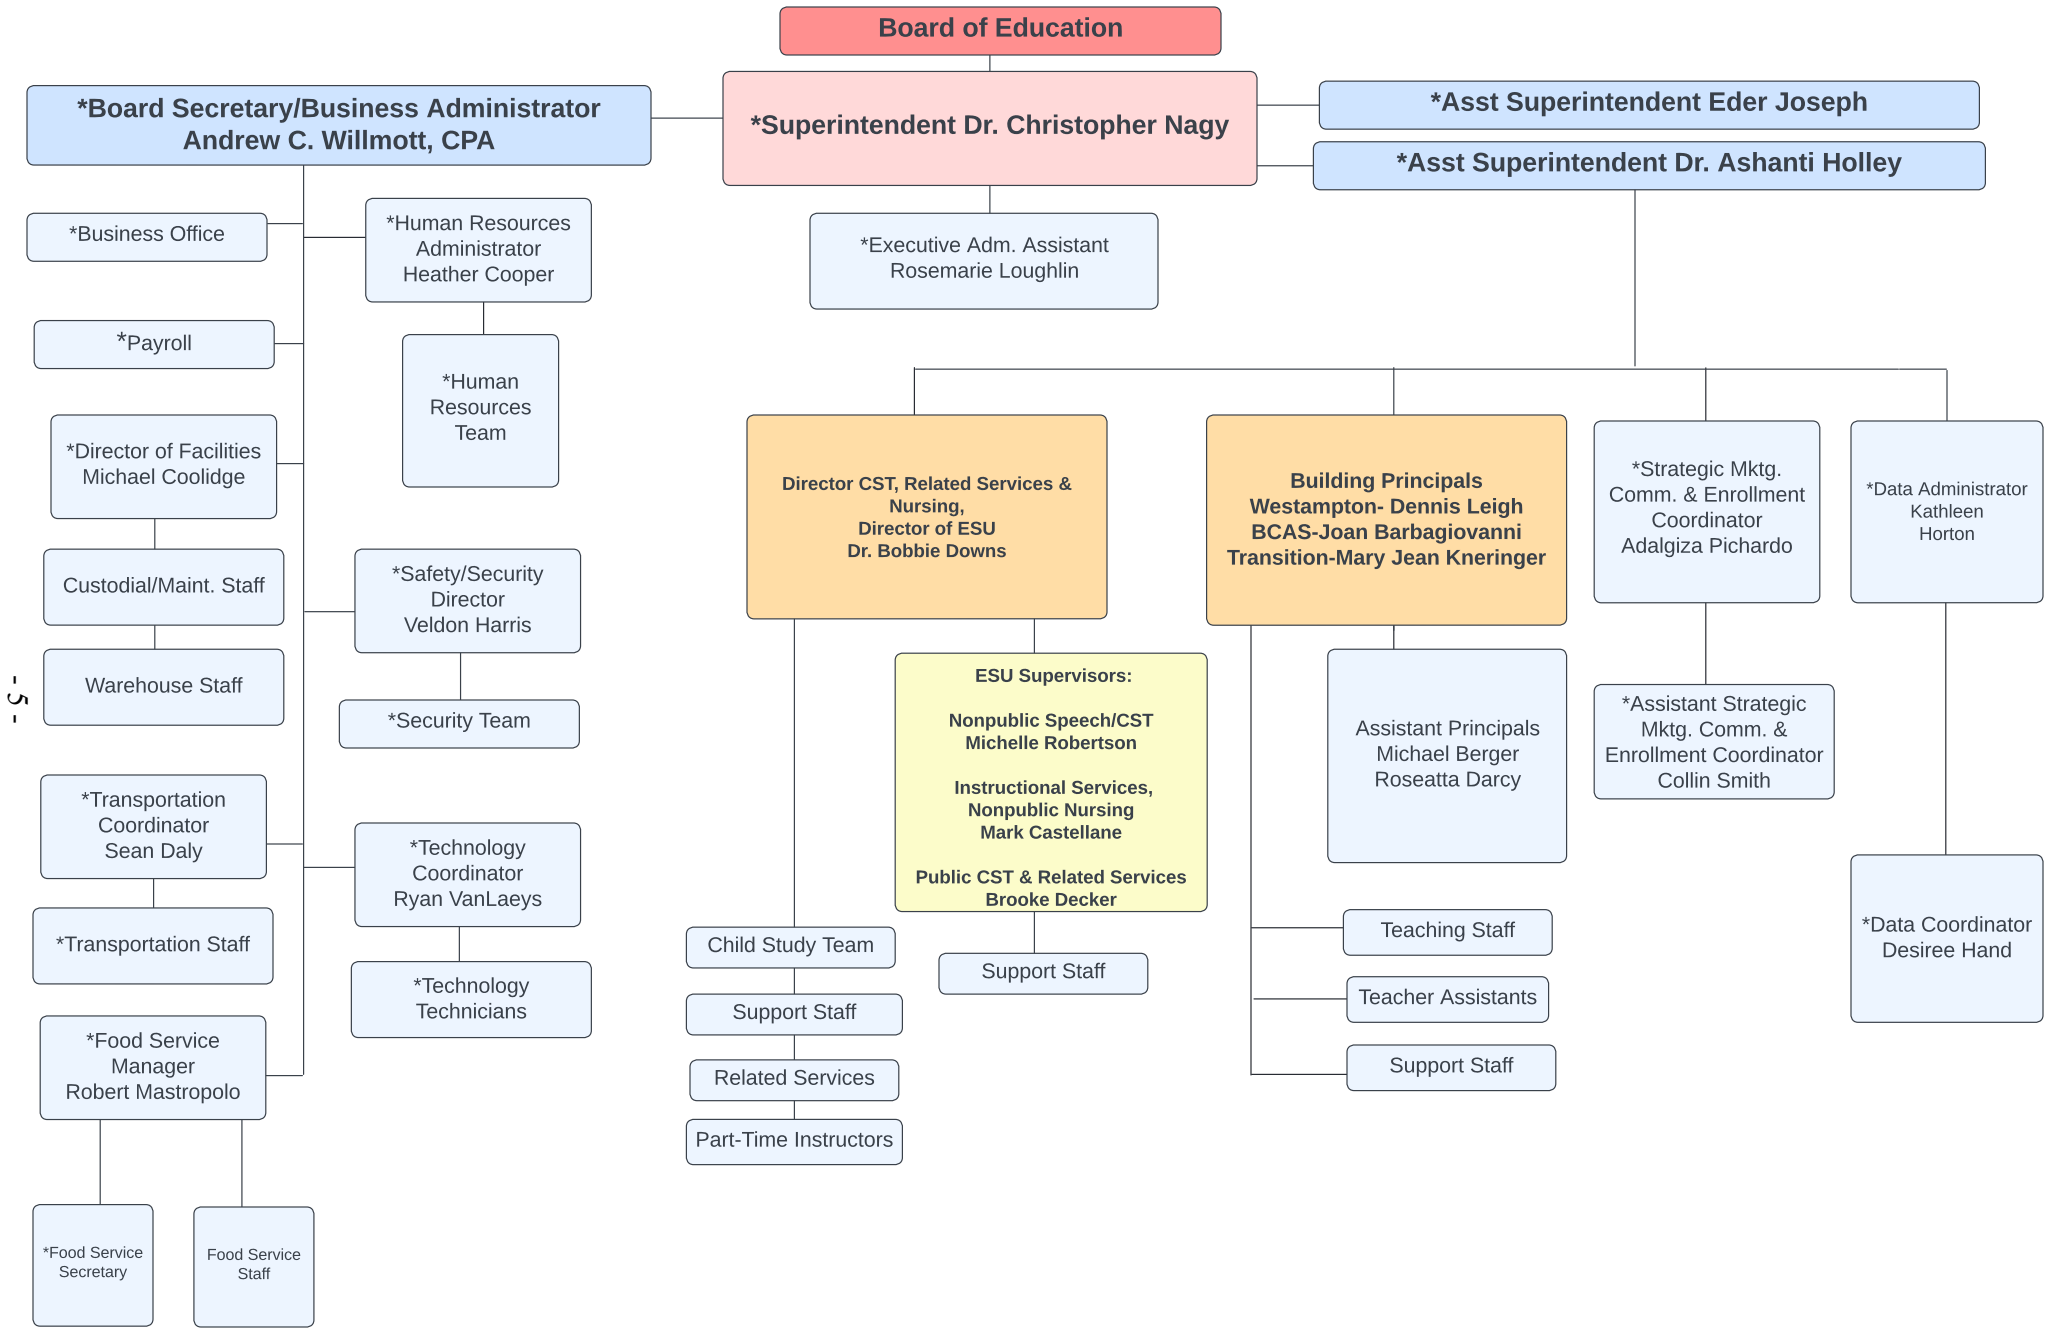 Board of Education
*Board Secretary/Business Administrator
Andrew C. Willmott, CPA
*Superintendent Dr. Christopher Nagy
*Asst Superintendent Eder Joseph
*Asst Superintendent Dr. Ashanti Holley
*Business Office
*Human Resources
Administrator
Heather Cooper
*Executive Adm. Assistant
Rosemarie Loughlin
*Payroll
*Human
Resources
Team
*Director of Facilities
Michael Coolidge
Custodial/Maint. Staff
Warehouse Staff
*Safety/Security
Director
Veldon Harris
*Security Team
*Transportation
Coordinator
Sean Daly
*Transportation Staff
*Technology
Coordinator
Ryan VanLaeys
*Technology
Technicians
*Food Service
Manager
Robert Mastropolo
*Food Service
Secretary
Food Service
Staff
Director CST, Related Services &
Nursing,
Director of ESU
Dr. Bobbie Downs
ESU Supervisors:
Nonpublic Speech/CST
Michelle Robertson
Instructional Services,
Nonpublic Nursing
Mark Castellane
Public CST & Related Services
Brooke Decker
Support Staff
Child Study Team
Support Staff
Related Services
Part-Time Instructors
Building Principals
Westampton- Dennis Leigh
BCAS-Joan Barbagiovanni
Transition-Mary Jean Kneringer
Assistant Principals
Michael Berger
Roseatta Darcy
Teaching Staff
Teacher Assistants
Support Staff
*Strategic Mktg.
Comm. & Enrollment
Coordinator
Adalgiza Pichardo
*Assistant Strategic
Mktg. Comm. &
Enrollment Coordinator
Collin Smith
*Data Administrator
Kathleen
Horton
*Data Coordinator
Desiree Hand
- 5 -